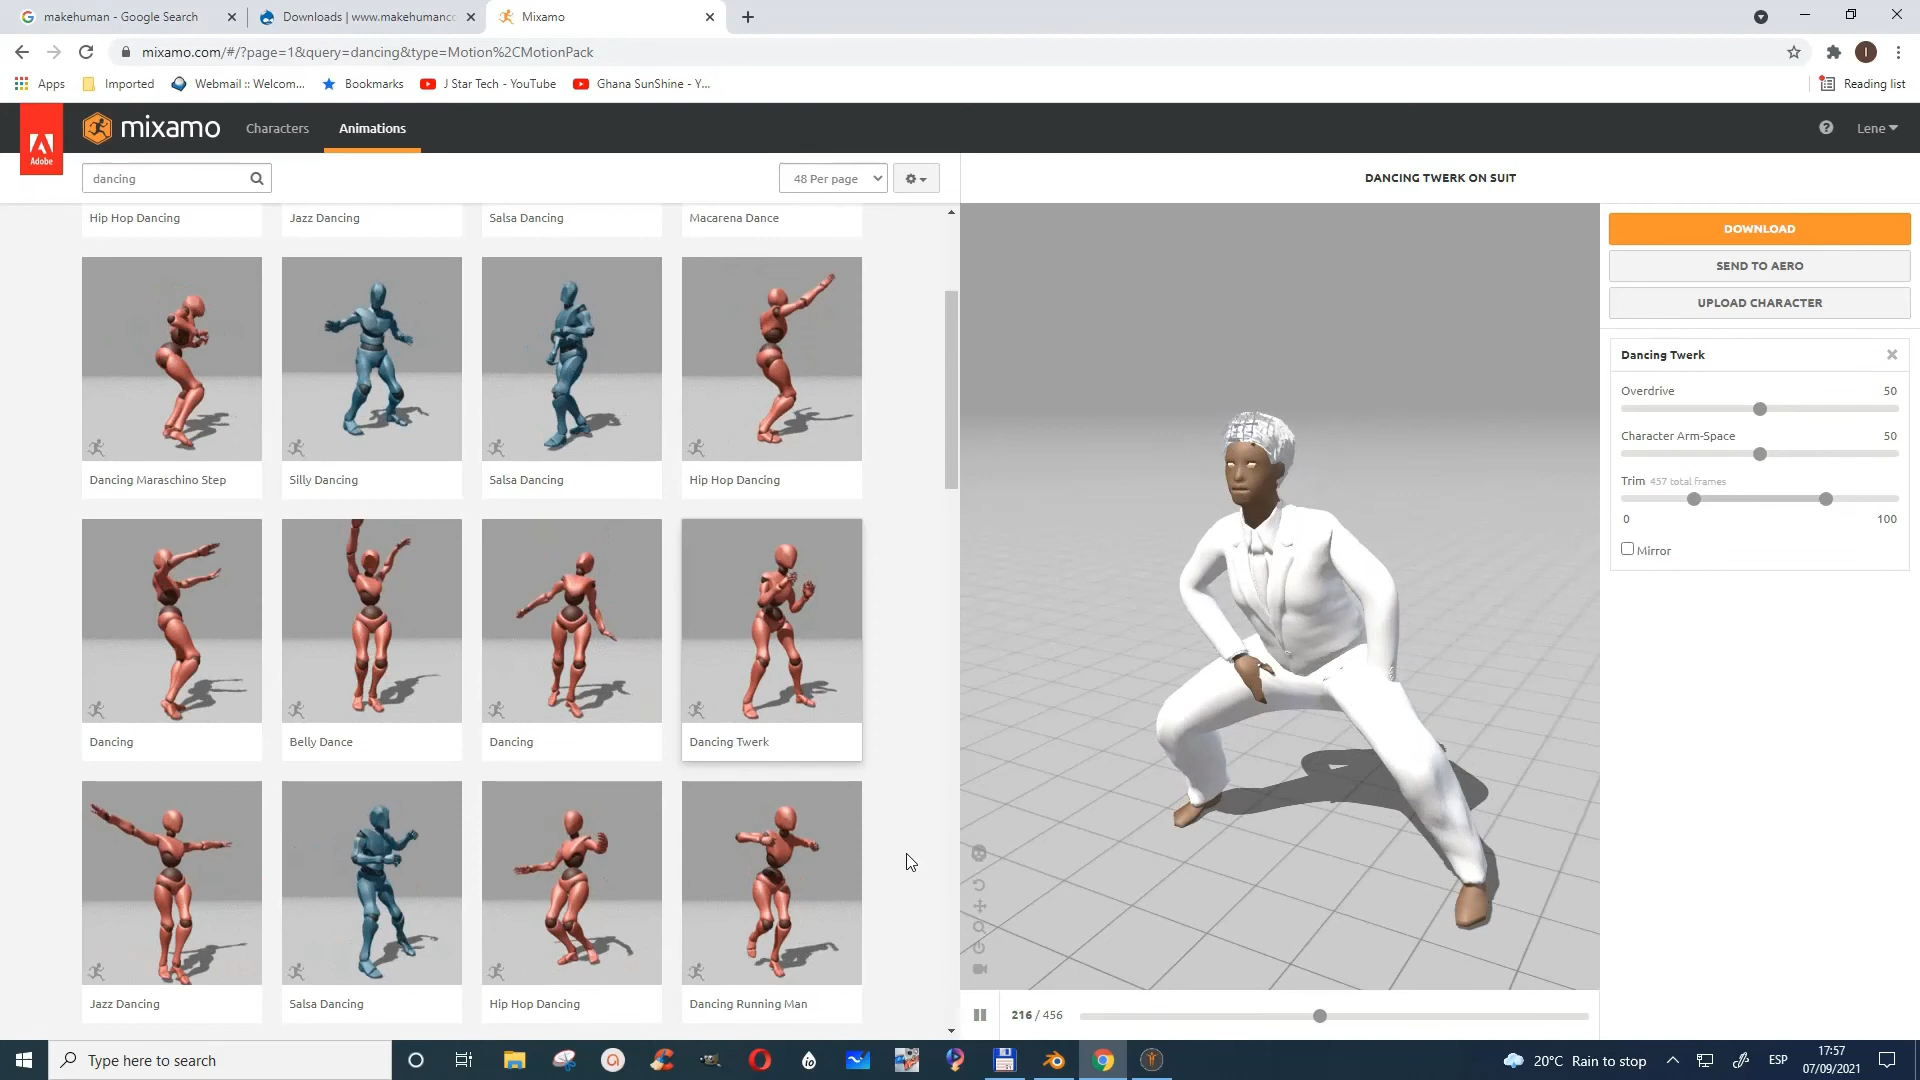 makehuman - Google Search
Downloads | www.makehumanco
Mixamo
mixamo.com/#/?page=1&query=dancing&type=Motion%2CMotionPack
I
Apps
Imported
Webmail :: Welcom...
Bookmarks
J Star Tech - YouTube
Ghana SunShine - Y...
Reading list
Adobe
mixamo
Characters
Animations
Lene
dancing
48 Per page
DANCING TWERK ON SUIT
Hip Hop Dancing
Jazz Dancing
Salsa Dancing
Macarena Dance
DOWNLOAD
SEND TO AERO
UPLOAD CHARACTER
Dancing Twerk
Overdrive 50
Character Arm-Space 50
Trim 457 total frames
0 100
Mirror
Dancing Maraschino Step
Silly Dancing
Salsa Dancing
Hip Hop Dancing
Dancing
Belly Dance
Dancing
Dancing Twerk
Jazz Dancing
Salsa Dancing
Hip Hop Dancing
Dancing Running Man
216 / 456
Type here to search
20°C Rain to stop
ESP
17:57
07/09/2021